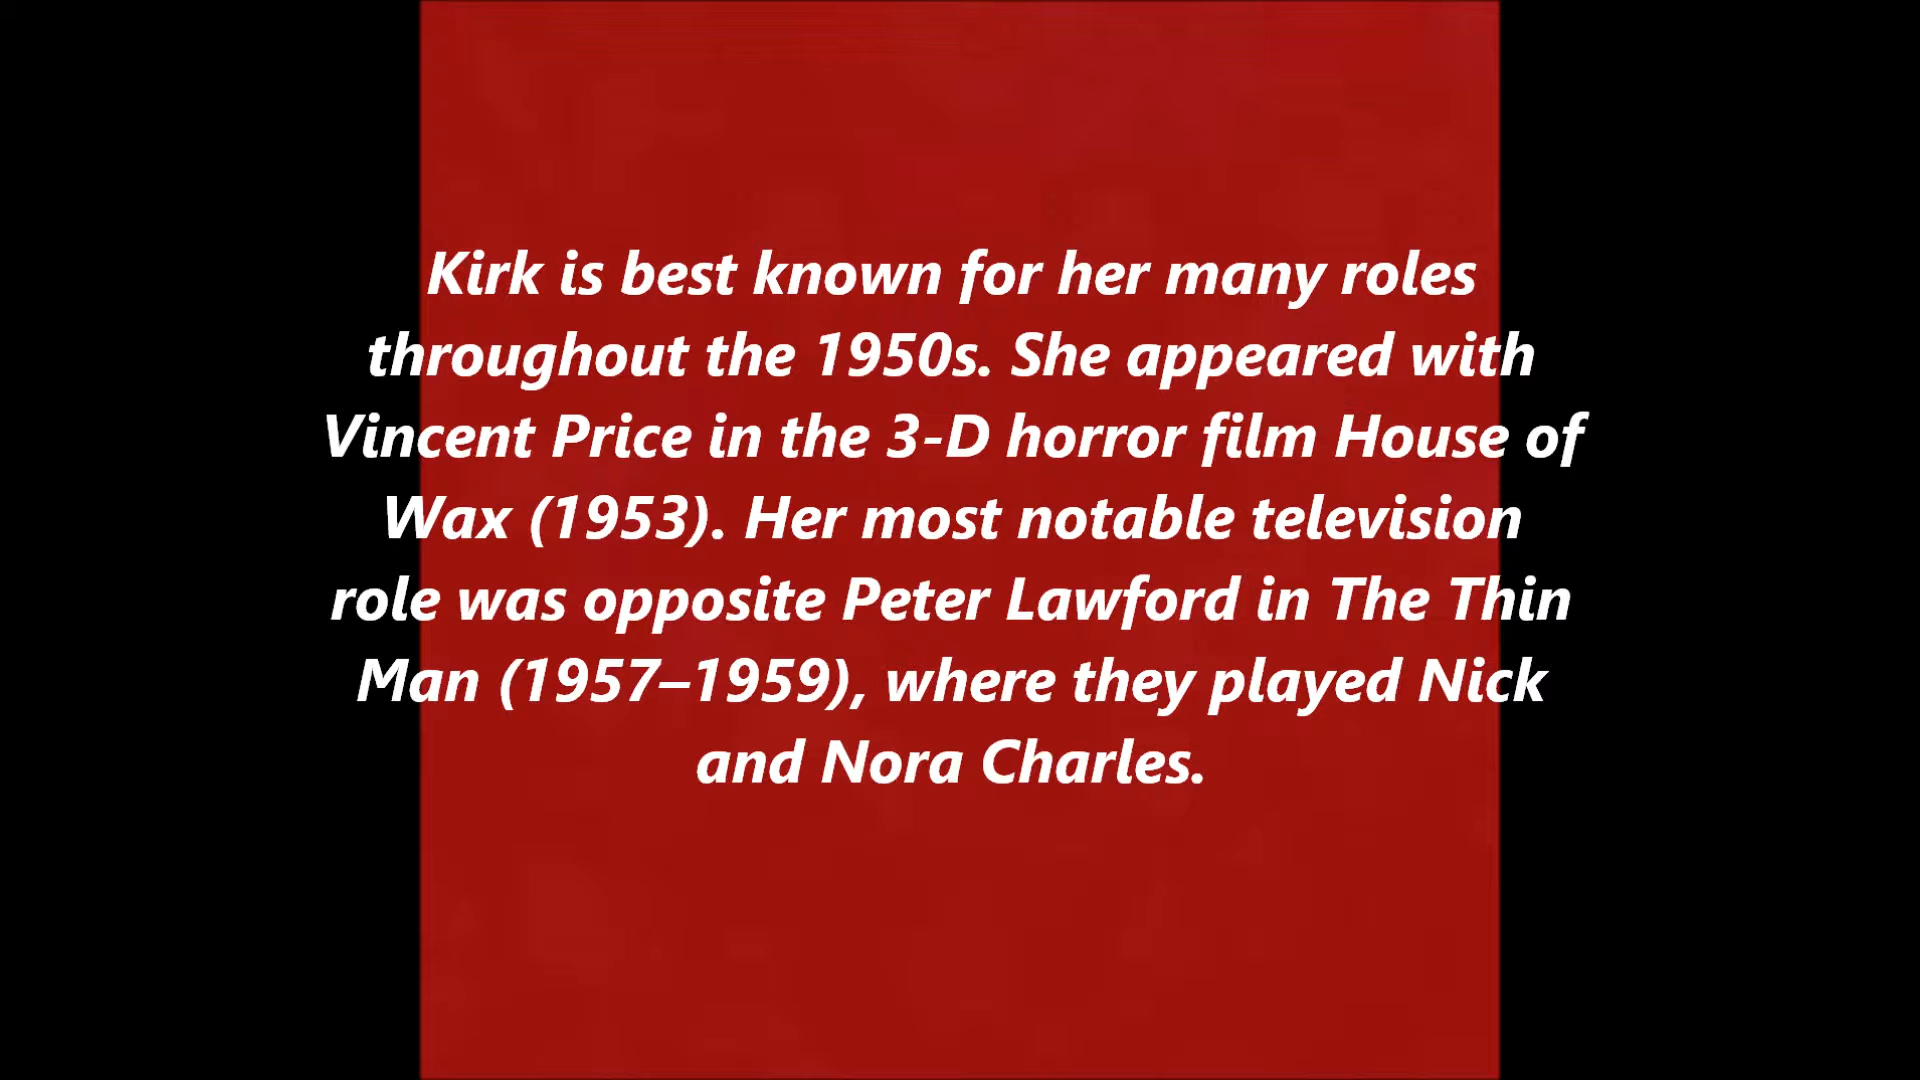 Kirk is best known for her many roles
throughout the 1950s. She appeared with
Vincent Price in the 3-D horror film House of
Wax (1953). Her most notable television
role was opposite Peter Lawford in The Thin
Man (1957–1959), where they played Nick
and Nora Charles.